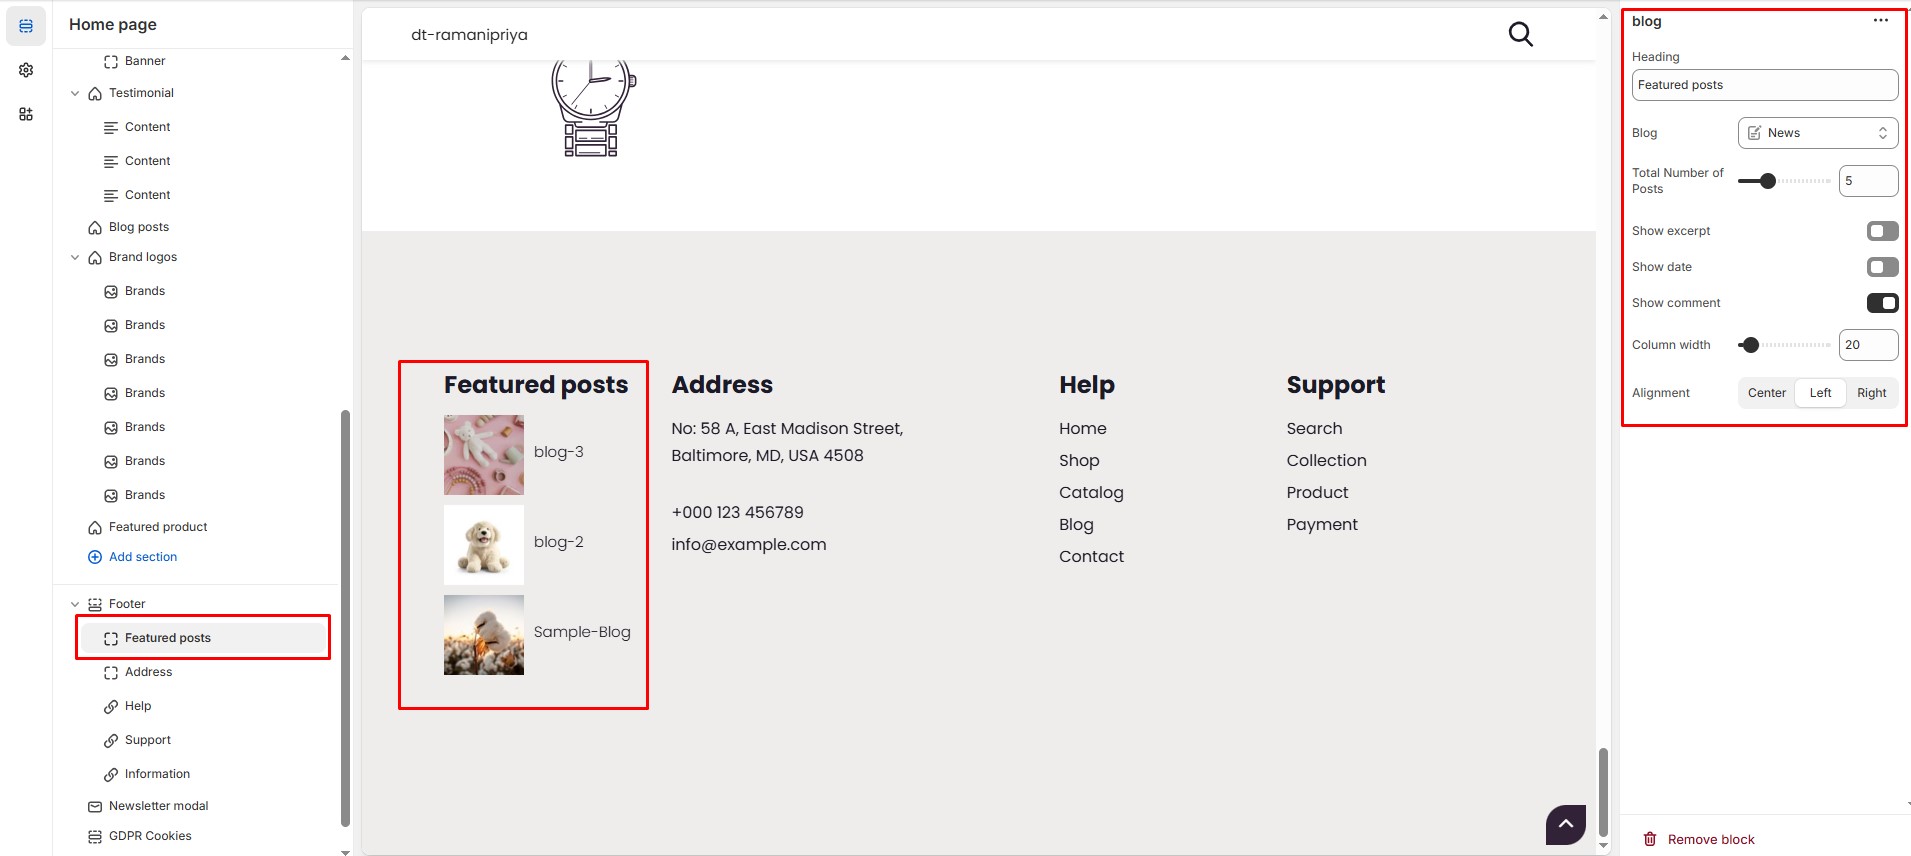 Home page
Banner
Testimonial
Content
Content
Content
Blog posts
Brand logos
Brands
Brands
Brands
Brands
Brands
Brands
Brands
Featured product
Add section
Footer
Featured posts
Address
Help
Support
Information
Newsletter modal
GDPR Cookies
dt-ramanipriya
Featured posts
blog-3
blog-2
Sample-Blog
Address
No: 58 A, East Madison Street,
Baltimore, MD, USA 4508
+000 123 456789
info@example.com
Help
Home
Shop
Catalog
Blog
Contact
Support
Search
Collection
Product
Payment
blog
Heading
Featured posts
Blog News
Total Number of
Posts
5
Show excerpt
Show date
Show comment
Column width 20
Alignment Center Left Right
Remove block